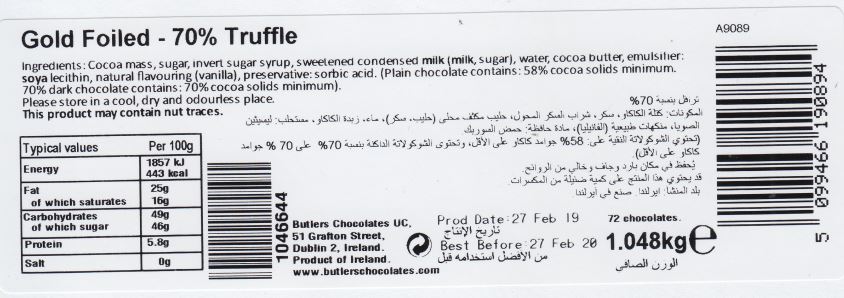 Gold Foiled - 70% Truffle
A9089
Ingredients: Cocoa mass, sugar, invert sugar syrup, sweetened condensed milk (milk, sugar), water, cocoa butter, emulsifier:
soya lecithin, natural flavouring (vanilla), preservative: sorbic acid. (Plain chocolate contains: 58% cocoa solids minimum.
70% dark chocolate contains: 70% cocoa solids minimum).
Please store in a cool, dry and odourless place.
This product may contain nut traces.
ترافل بنسبة 70%
المكونات: كتلة الكاكاو، سكر، شراب السكر المحول، حليب مكثف محلى (حليب، سكر)، ماء، زبدة الكاكاو، مستحلب: ليسيثين
الصويا، منكهات طبيعية (الفانيليا)، مادة حافظة: حمض السوربك
(تحتوي الشوكولاتة النقية على: 58% جوامد كاكاو على الأقل، وتحتوى الشوكولاتة الداكنة بنسبة 70% على 70 % جوامد
كاكاو على الأقل).
يُحفظ في مكان بارد وجاف وخالي من الروائح.
قد يحتوي هذا المنتج على كمية ضئيلة من المكسرات.
بلد المنشأ: ايرلندا. صنع في ايرلندا.
Typical values Per 100g
Energy 1857 kJ
443 kcal
Fat 25g
of which saturates 16g
Carbohydrates 49g
of which sugar 46g
Protein 5.8g
Salt 0g
1046644
Butlers Chocolates UC,
51 Grafton Street,
Dublin 2, Ireland.
Product of Ireland.
www.butlerschocolates.com
Prod Date: 27 Feb 19
تاريخ الإنتاج
Best Before: 27 Feb 20
من الافضل استخدامه قبل
72 chocolates.
1.048kg e
الوزن الصافي
5 099466 190894